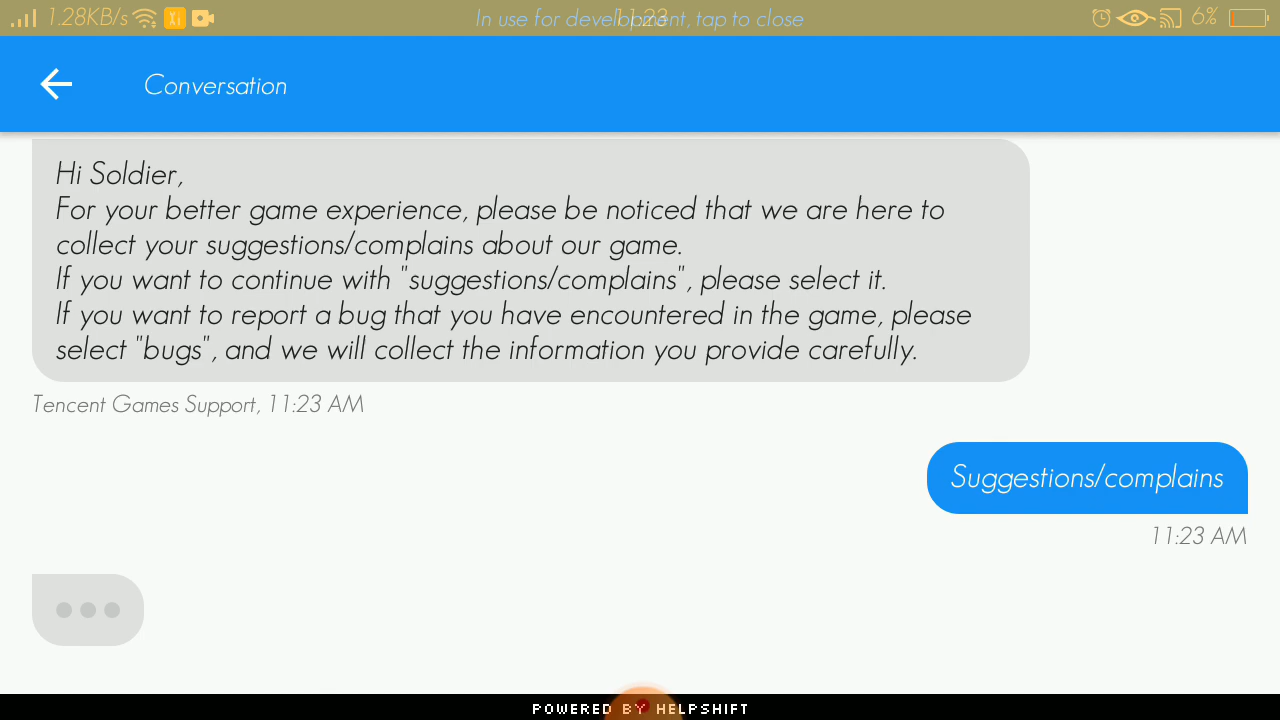 1.28KB/s
In use for development, tap to close
11:23
6%
Conversation
Hi Soldier,
For your better game experience, please be noticed that we are here to
collect your suggestions/complains about our game.
If you want to continue with "suggestions/complains", please select it.
If you want to report a bug that you have encountered in the game, please
select "bugs", and we will collect the information you provide carefully.
Tencent Games Support, 11:23 AM
Suggestions/complains
11:23 AM
POWERED BY HELPSHIFT